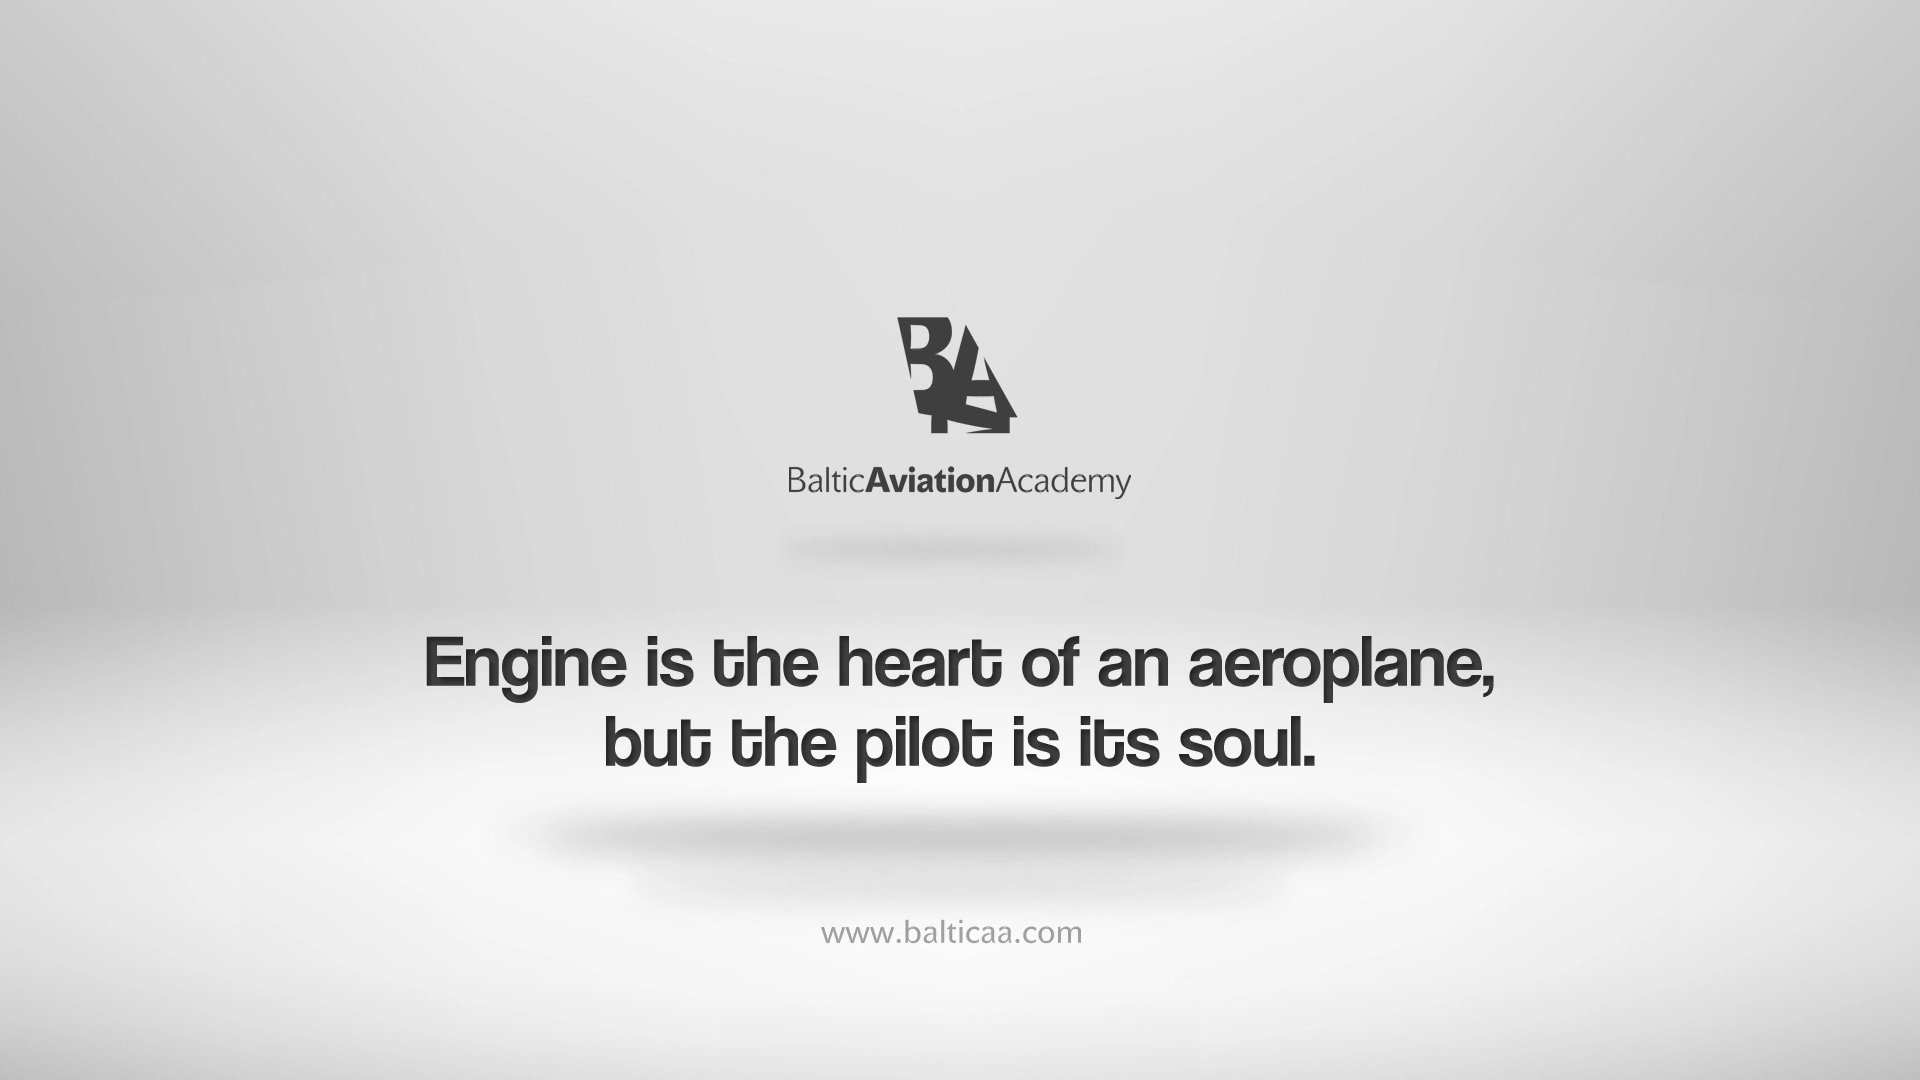 BA
BalticAviationAcademy
Engine is the heart of an aeroplane,
but the pilot is its soul.
www.balticaa.com